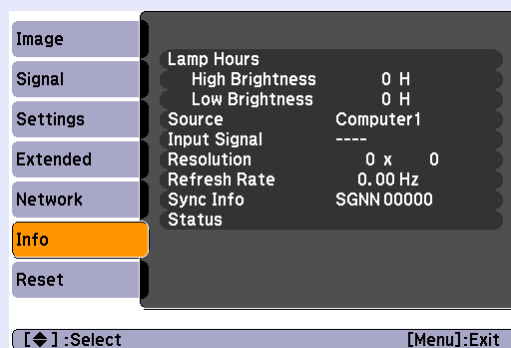 Image
Signal
Settings
Extended
Network
Info
Reset
Lamp Hours
High Brightness 0 H
Low Brightness 0 H
Source Computer1
Input Signal ----
Resolution 0 x 0
Refresh Rate 0.00 Hz
Sync Info SGNN 00000
Status
[◆] :Select [Menu]:Exit